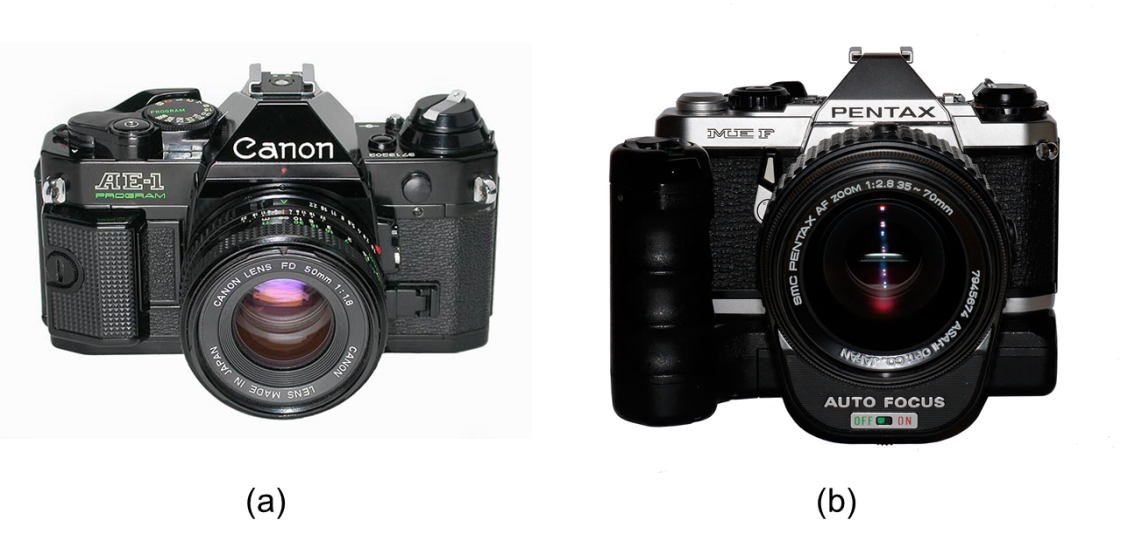 PROGRAM
Canon
AE-1
PROGRAM
CANON LENS FD 50mm 1:1.8
CANON LENS MADE IN JAPAN
PENTAX
ME F
SMC PENTAX AF ZOOM 1:2.8 35~70mm
7945674 ASAHI OPT. CO., JAPAN
AUTO FOCUS
OFF ON
(a)
(b)